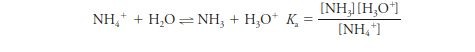 NH₄⁺ + H₂O ⇌ NH₃ + H₃O⁺ Kₐ = [NH₃][H₃O⁺] / [NH₄⁺]